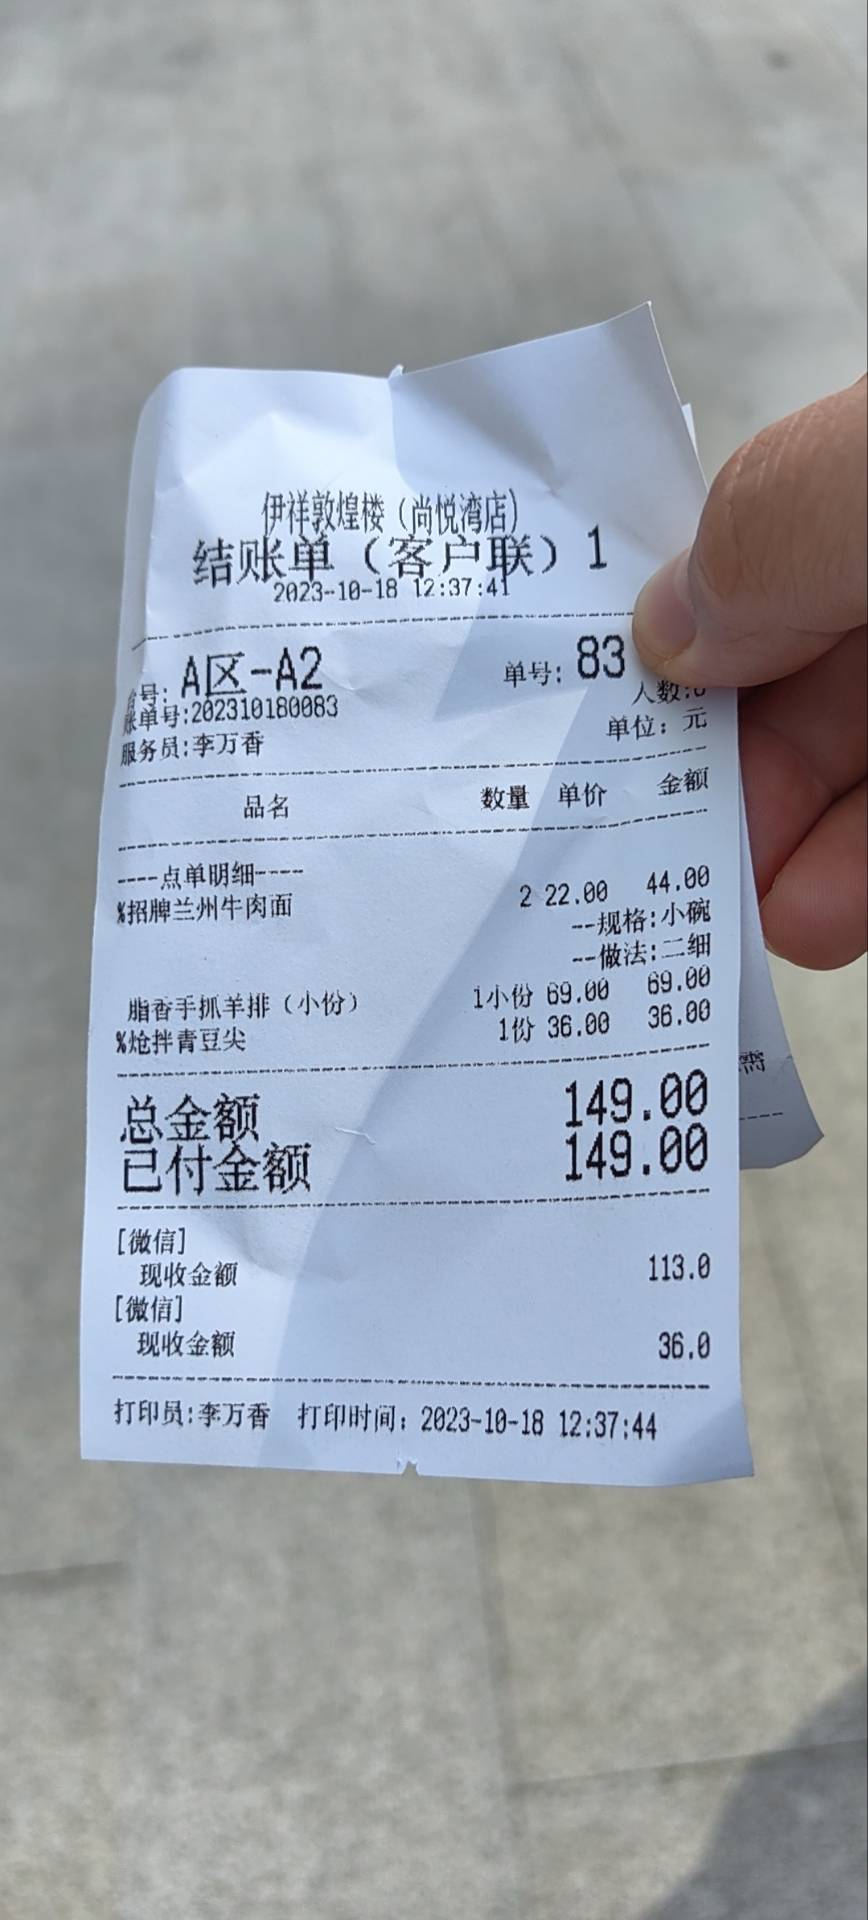 伊祥敦煌楼（尚悦湾店）
结账单（客户联）1
2023-10-18 12:37:41
台号: A区-A2 单号: 83
账单号:202310180083 人数:
服务员:李万香 单位: 元
品名 数量 单价 金额
----点单明细----
%招牌兰州牛肉面 2 22.00 44.00
--规格:小碗
--做法:二细
脂香手抓羊排（小份） 1小份 69.00 69.00
%炝拌青豆尖 1份 36.00 36.00
总金额 149.00
已付金额 149.00
[微信]
现收金额 113.0
[微信]
现收金额 36.0
打印员:李万香 打印时间: 2023-10-18 12:37:44